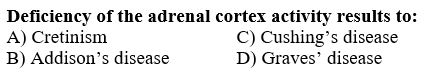 Deficiency of the adrenal cortex activity results to:
A) Cretinism C) Cushing’s disease
B) Addison’s disease D) Graves’ disease